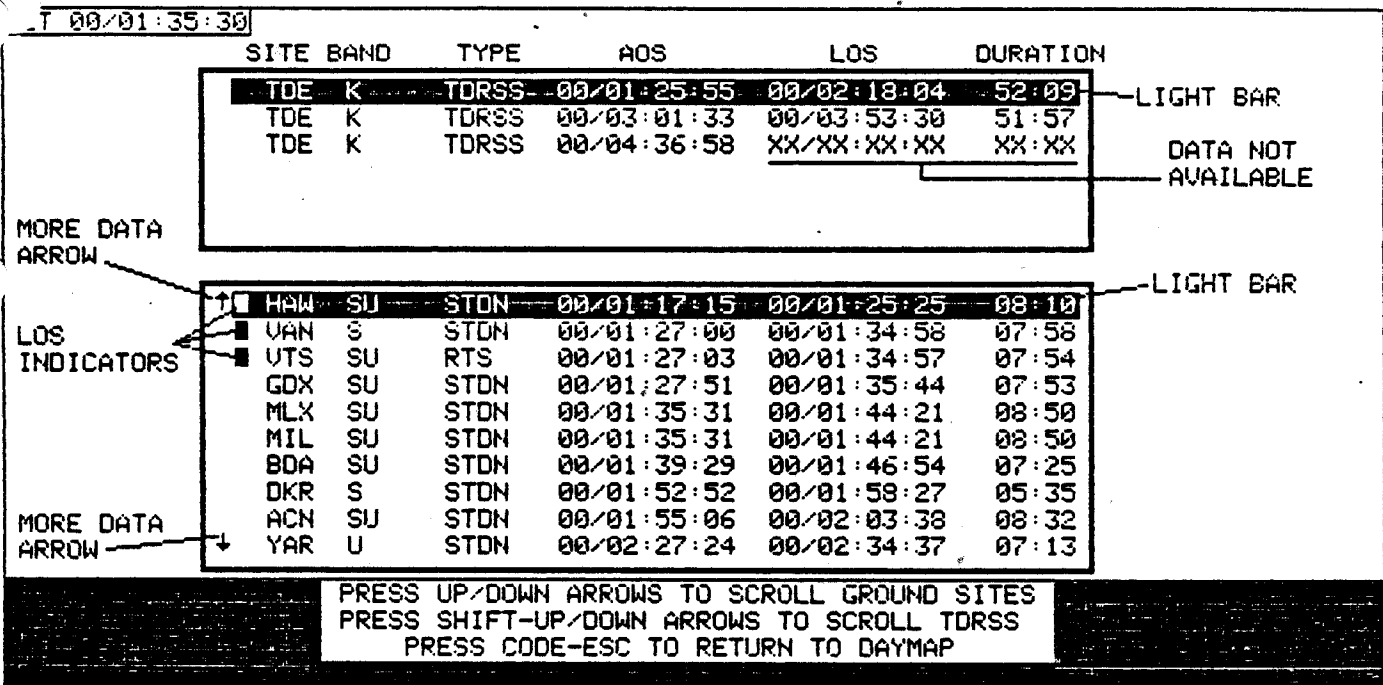 T 00/01:35:30
SITE BAND TYPE AOS LOS DURATION
TDE K TDRSS 00/01:25:55 00/02:18:04 52:09
LIGHT BAR
TDE K TDRSS 00/03:01:33 00/03:53:30 51:57
TDE K TDRSS 00/04:36:58 XX/XX:XX:XX XX:XX
DATA NOT
AVAILABLE
MORE DATA
ARROW
LIGHT BAR
↑ HAW SU STDN 00/01:17:15 00/01:25:25 08:10
LOS
INDICATORS
VAN S STDN 00/01:27:00 00/01:34:58 07:58
VTS SU RTS 00/01:27:03 00/01:34:57 07:54
GDX SU STDN 00/01:27:51 00/01:35:44 07:53
MLX SU STDN 00/01:35:31 00/01:44:21 08:50
MIL SU STDN 00/01:35:31 00/01:44:21 08:50
BDA SU STDN 00/01:39:29 00/01:46:54 07:25
DKR S STDN 00/01:52:52 00/01:58:27 05:35
ACN SU STDN 00/01:55:06 00/02:03:38 08:32
MORE DATA
ARROW
↓ YAR U STDN 00/02:27:24 00/02:34:37 07:13
PRESS UP/DOWN ARROWS TO SCROLL GROUND SITES
PRESS SHIFT-UP/DOWN ARROWS TO SCROLL TDRSS
PRESS CODE-ESC TO RETURN TO DAYMAP